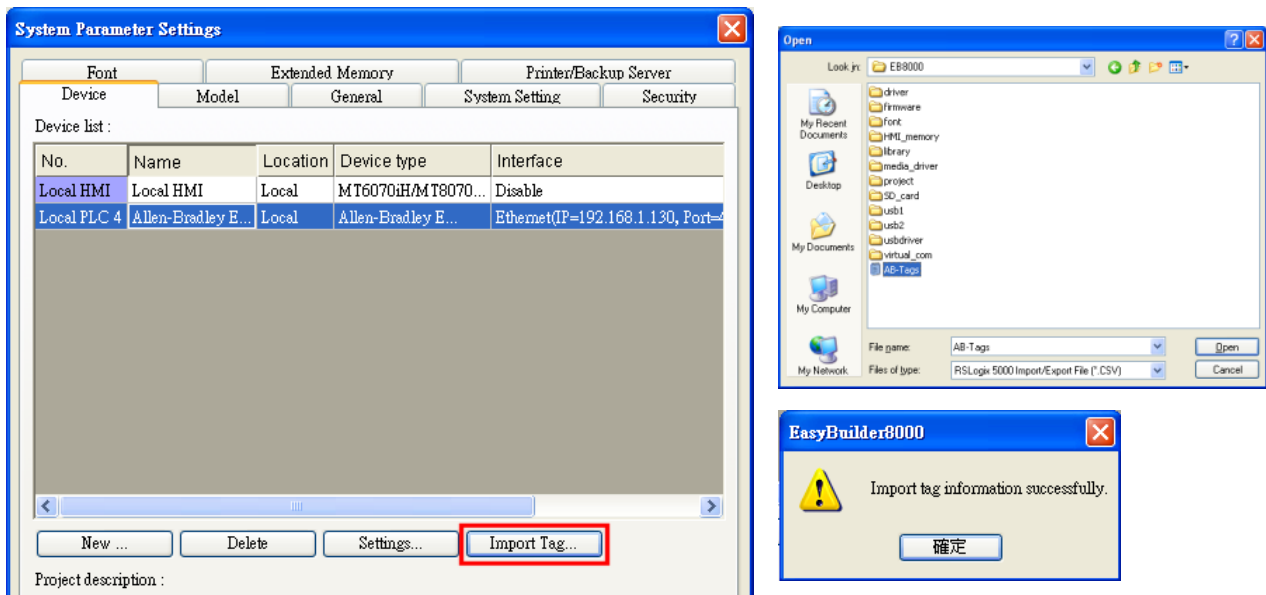 System Parameter Settings
Font Extended Memory Printer/Backup Server
Device Model General System Setting Security
Device list :
No. Name Location Device type Interface
Local HMI Local HMI Local MT6070iH/MT8070... Disable
Local PLC 4 Allen-Bradley E... Local Allen-Bradley E... Ethernet(IP=192.168.1.130, Port=4
New ... Delete Settings... Import Tag...
Project description :
Open
Look in: EB8000
My Recent Documents
Desktop
My Documents
My Computer
My Network
driver
firmware
font
HMI_memory
library
media_driver
project
SD_card
usb1
usb2
usbdriver
virtual_com
AB-Tags
File name: AB-Tags Open
Files of type: RSLogix 5000 Import/Export File (*.CSV) Cancel
EasyBuilder8000
Import tag information successfully.
確定